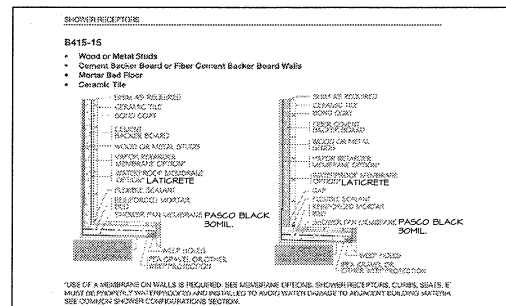 SHOWER RECEPTORS
B415-15
• Wood or Metal Studs
• Cement Backer Board or Fiber Cement Backer Board Walls
• Mortar Bed Floor
• Ceramic Tile
SHIM AS REQUIRED
CERAMIC TILE
BOND COAT
CEMENT
BACKER BOARD
WOOD OR METAL STUDS
VAPOR RETARDER
MEMBRANE OPTION*
WATERPROOF MEMBRANE
OPTION* LATICRETE
FLEXIBLE SEALANT
REINFORCED MORTAR
BED
SHOWER PAN MEMBRANE PASCO BLACK
30MIL.
WEEP HOLES
PEA GRAVEL OR OTHER
WEEP PROTECTION
SHIM AS REQUIRED
CERAMIC TILE
BOND COAT
FIBER CEMENT
BACKER BOARD
WOOD OR METAL
STUDS
VAPOR RETARDER
MEMBRANE OPTION*
WATERPROOF MEMBRANE
OPTION* LATICRETE
GAP
FLEXIBLE SEALANT
REINFORCED MORTAR
BED
SHOWER PAN MEMBRANE PASCO BLACK
30MIL.
WEEP HOLES
PEA GRAVEL OR
OTHER WEEP PROTECTION
*USE OF A MEMBRANE ON WALLS IS REQUIRED. SEE MEMBRANE OPTIONS. SHOWER RECEPTORS, CURBS, SEATS, E
MUST BE PROPERLY WATERPROOFED AND INSTALLED TO AVOID WATER DAMAGE TO ADJACENT BUILDING MATERIA
SEE COMMON SHOWER CONFIGURATIONS SECTION.